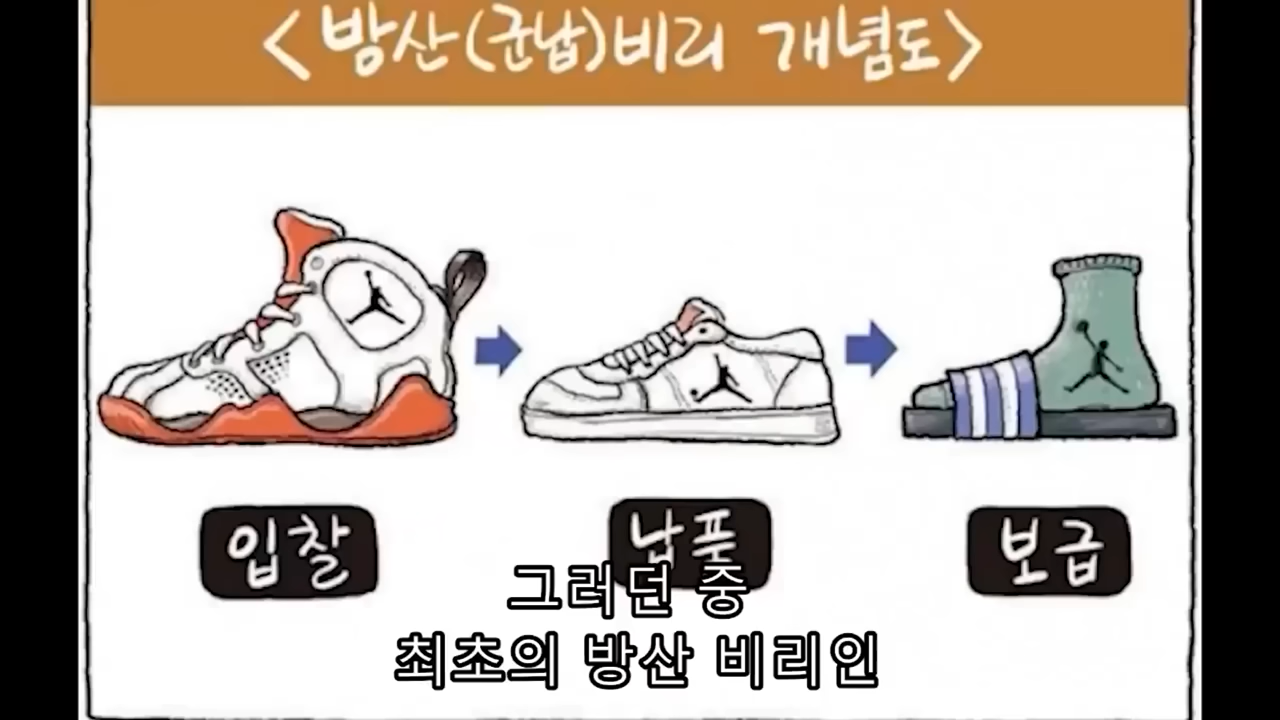 <방산(군납)비리 개념도>
입찰 납품 보급
그러던 중
최초의 방산 비리인